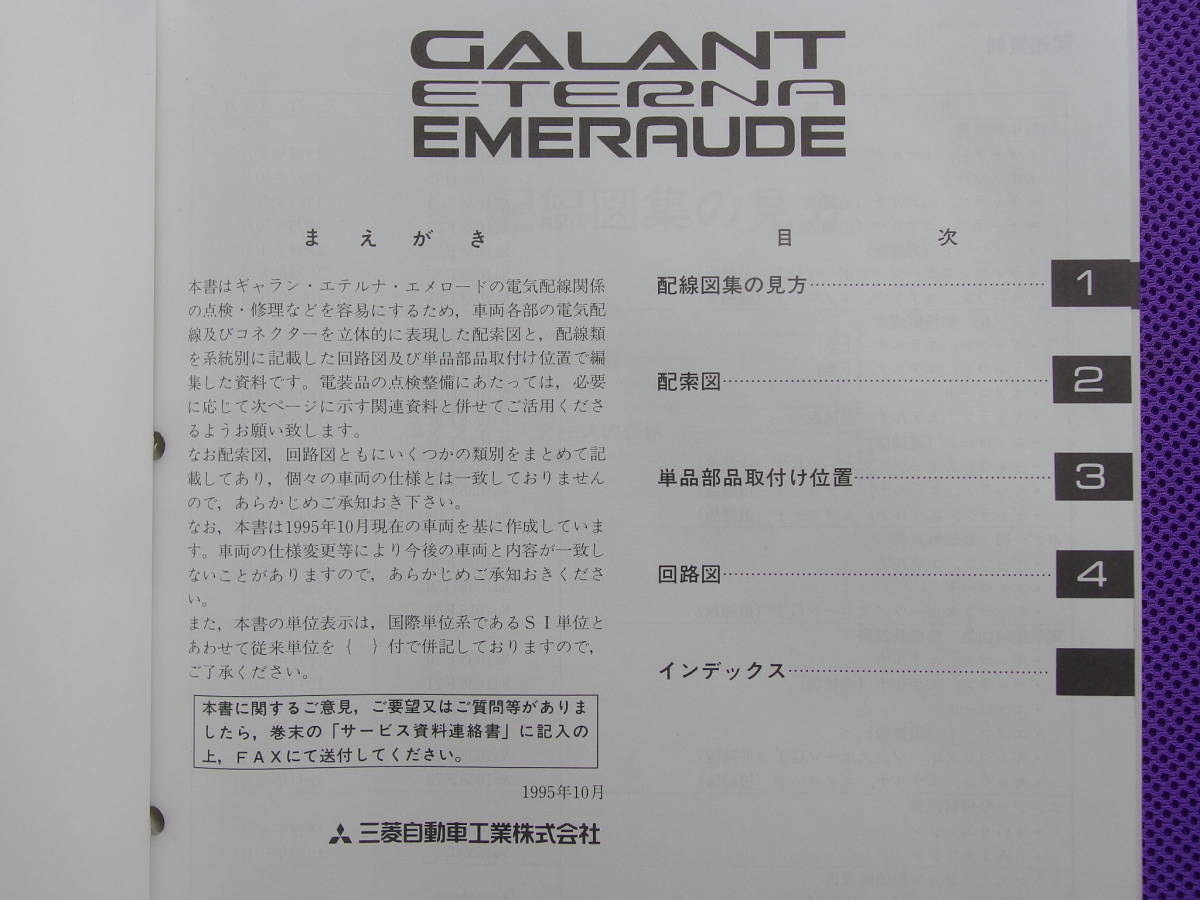 GALANT
ETERNA
EMERAUDE
まえがき
本書はギャラン・エテルナ・エメロードの電気配線関係
の点検・修理などを容易にするため，車両各部の電気配
線及びコネクターを立体的に表現した配索図と，配線類
を系統別に記載した回路図及び単品部品取付け位置で編
集した資料です。電装品の点検整備にあたっては，必要
に応じて次ページに示す関連資料と併せてご活用くださ
るようお願い致します。
なお配索図，回路図ともにいくつかの類別をまとめて記
載してあり，個々の車両の仕様とは一致しておりません
ので，あらかじめご承知おき下さい。
なお，本書は1995年10月現在の車両を基に作成していま
す。車両の仕様変更等により今後の車両と内容が一致し
ないことがありますので，あらかじめご承知おきくださ
い。
また，本書の単位表示は，国際単位系であるＳＩ単位と
あわせて従来単位を｛　｝付で併記しておりますので，
ご了承ください。
本書に関するご意見，ご要望又はご質問等がありま
したら，巻末の「サービス資料連絡書」に記入の
上，ＦＡＸにて送付してください。
1995年10月
三菱自動車工業株式会社
目次
配線図集の見方 1
配索図 2
単品部品取付け位置 3
回路図 4
インデックス